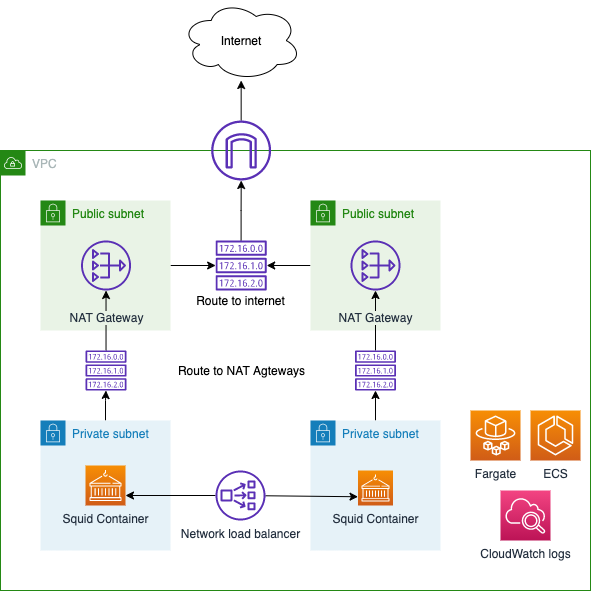 Internet
VPC
Public subnet
Public subnet
172.16.0.0
172.16.1.0
172.16.2.0
Route to internet
NAT Gateway
NAT Gateway
172.16.0.0
172.16.1.0
172.16.2.0
Route to NAT Agteways
172.16.0.0
172.16.1.0
172.16.2.0
Private subnet
Private subnet
Squid Container
Network load balancer
Squid Container
Fargate
ECS
CloudWatch logs